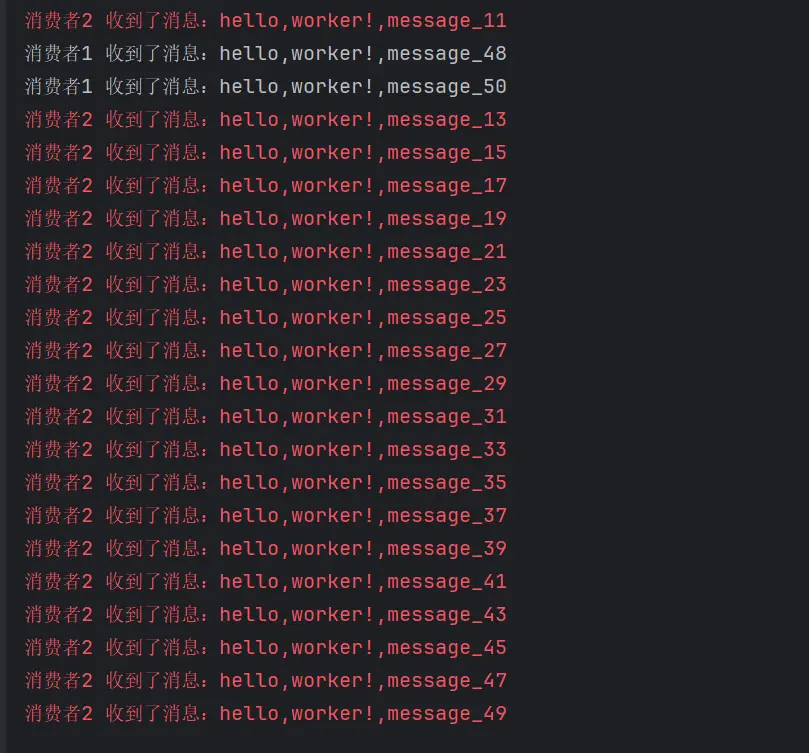 消费者2 收到了消息：hello,worker!,message_11
消费者1 收到了消息：hello,worker!,message_48
消费者1 收到了消息：hello,worker!,message_50
消费者2 收到了消息：hello,worker!,message_13
消费者2 收到了消息：hello,worker!,message_15
消费者2 收到了消息：hello,worker!,message_17
消费者2 收到了消息：hello,worker!,message_19
消费者2 收到了消息：hello,worker!,message_21
消费者2 收到了消息：hello,worker!,message_23
消费者2 收到了消息：hello,worker!,message_25
消费者2 收到了消息：hello,worker!,message_27
消费者2 收到了消息：hello,worker!,message_29
消费者2 收到了消息：hello,worker!,message_31
消费者2 收到了消息：hello,worker!,message_33
消费者2 收到了消息：hello,worker!,message_35
消费者2 收到了消息：hello,worker!,message_37
消费者2 收到了消息：hello,worker!,message_39
消费者2 收到了消息：hello,worker!,message_41
消费者2 收到了消息：hello,worker!,message_43
消费者2 收到了消息：hello,worker!,message_45
消费者2 收到了消息：hello,worker!,message_47
消费者2 收到了消息：hello,worker!,message_49